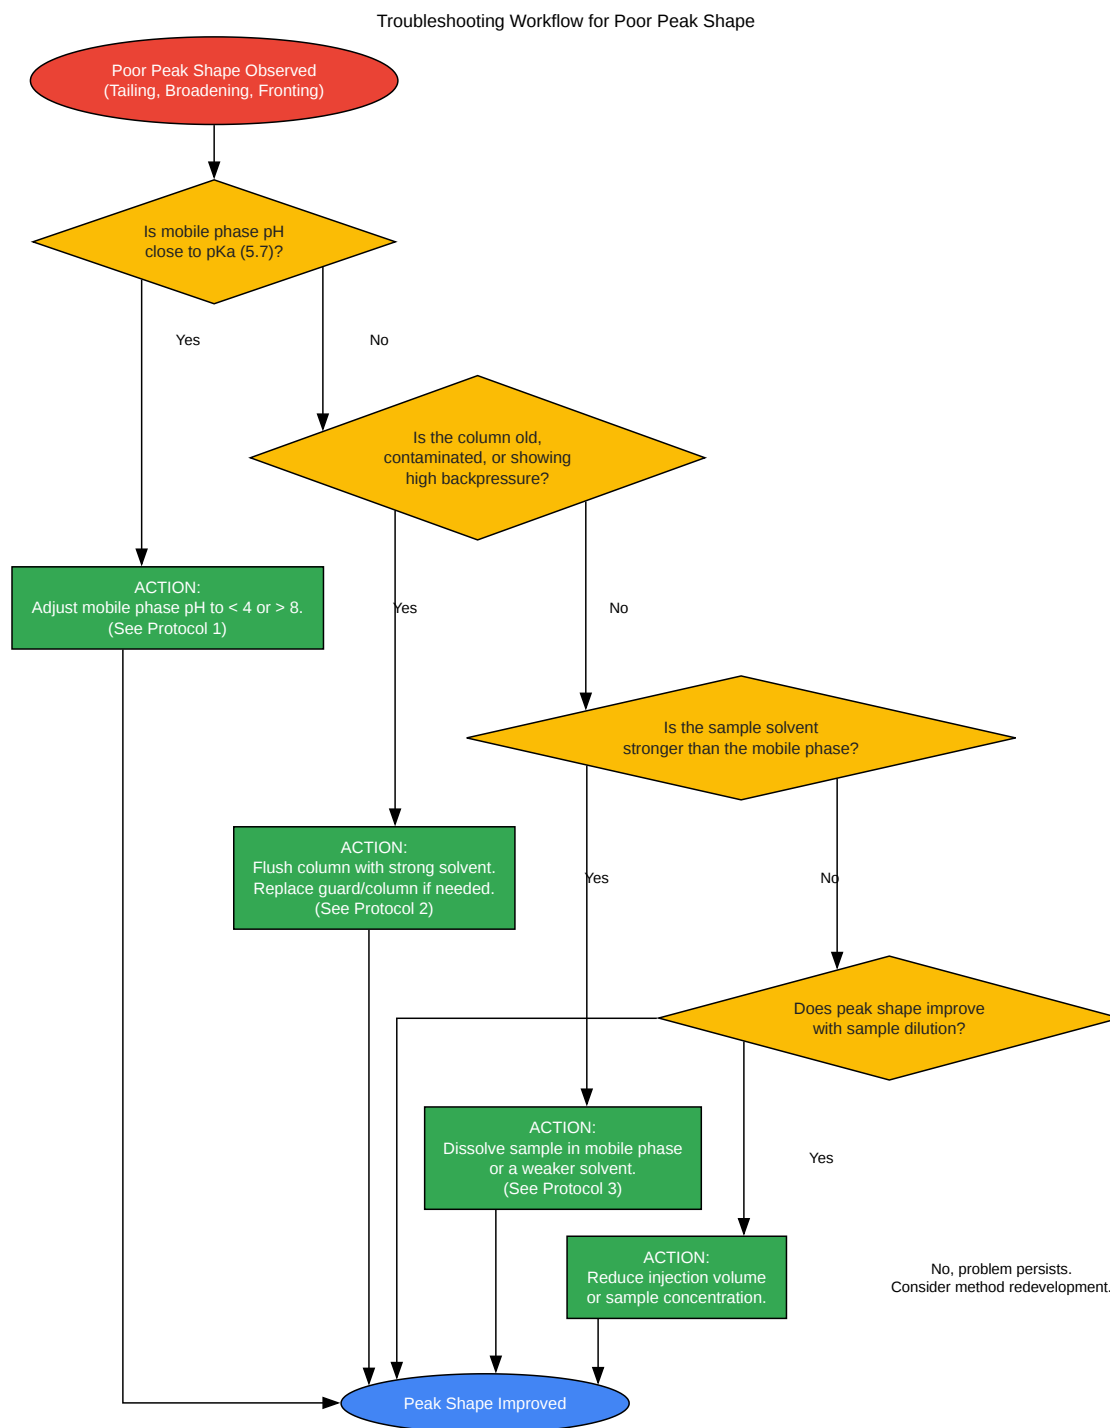 Troubleshooting Workflow for Poor Peak Shape
Poor Peak Shape Observed
(Tailing, Broadening, Fronting)
Is mobile phase pH
close to pKa (5.7)?
Yes
No
Is the column old,
contaminated, or showing
high backpressure?
ACTION:
Adjust mobile phase pH to < 4 or > 8.
(See Protocol 1)
Yes
No
Is the sample solvent
stronger than the mobile phase?
ACTION:
Flush column with strong solvent.
Replace guard/column if needed.
(See Protocol 2)
Yes
No
Does peak shape improve
with sample dilution?
ACTION:
Dissolve sample in mobile phase
or a weaker solvent.
(See Protocol 3)
Yes
ACTION:
Reduce injection volume
or sample concentration.
No, problem persists.
Consider method redevelopment.
Peak Shape Improved